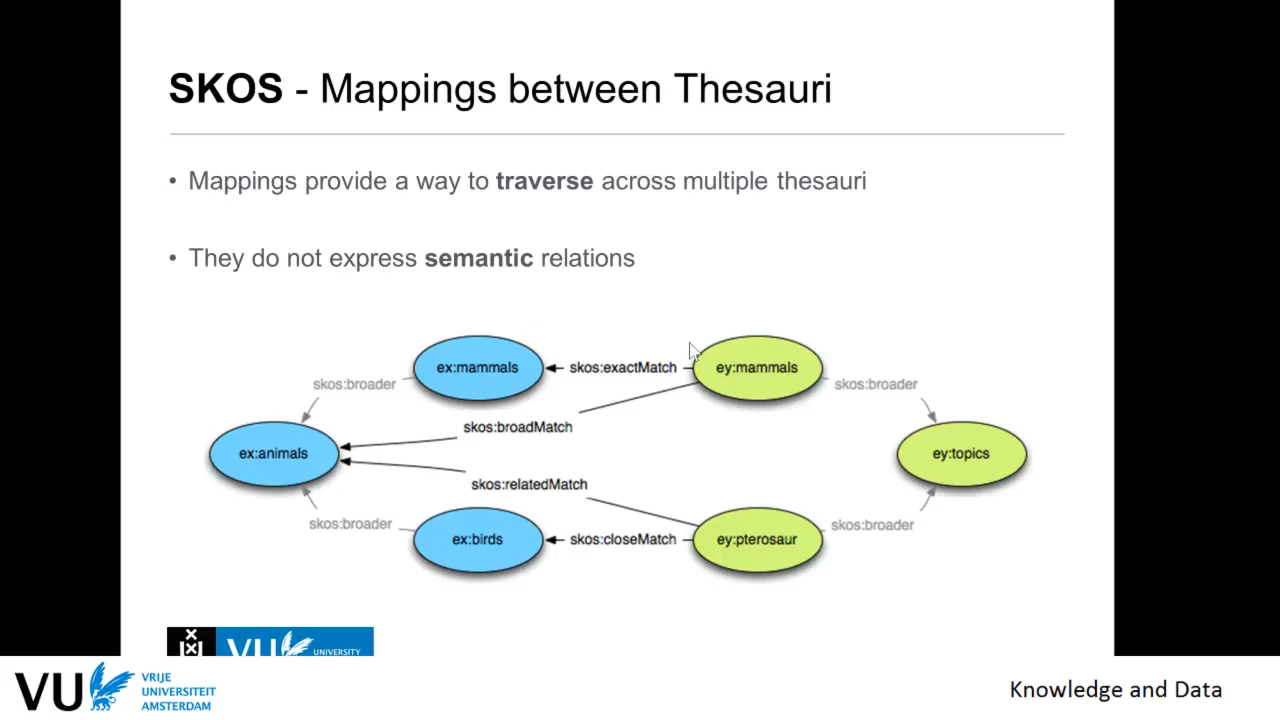 SKOS - Mappings between Thesauri
• Mappings provide a way to traverse across multiple thesauri
• They do not express semantic relations
ex:mammals
skos:exactMatch
ey:mammals
skos:broader
skos:broader
skos:broadMatch
ex:animals
ey:topics
skos:relatedMatch
skos:broader
skos:broader
ex:birds
skos:closeMatch
ey:pterosaur
VU UNIVERSITY
VU VRIJE
UNIVERSITEIT
AMSTERDAM
Knowledge and Data